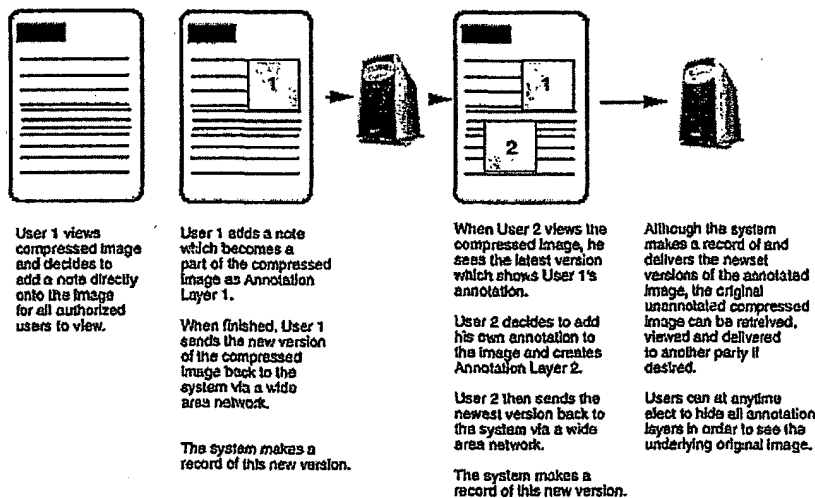 1
1
2
User 1 views
compressed image
and decides to
add a note directly
onto the image
for all authorized
users to view.
User 1 adds a note
which becomes a
part of the compressed
image as Annotation
Layer 1.
When finished, User 1
sends the new version
of the compressed
image back to the
system via a wide
area network.
The system makes a
record of this new version.
When User 2 views the
compressed image, he
sees the latest version
which shows User 1's
annotation.
User 2 decides to add
his own annotation to
the image and creates
Annotation Layer 2.
User 2 then sends the
newest version back to
the system via a wide
area network.
The system makes a
record of this new version.
Although the system
makes a record of and
delivers the newest
versions of the annotated
image, the original
unannotated compressed
image can be retreived,
viewed and delivered
to another party if
desired.
Users can at anytime
elect to hide all annotation
layers in order to see the
underlying original image.